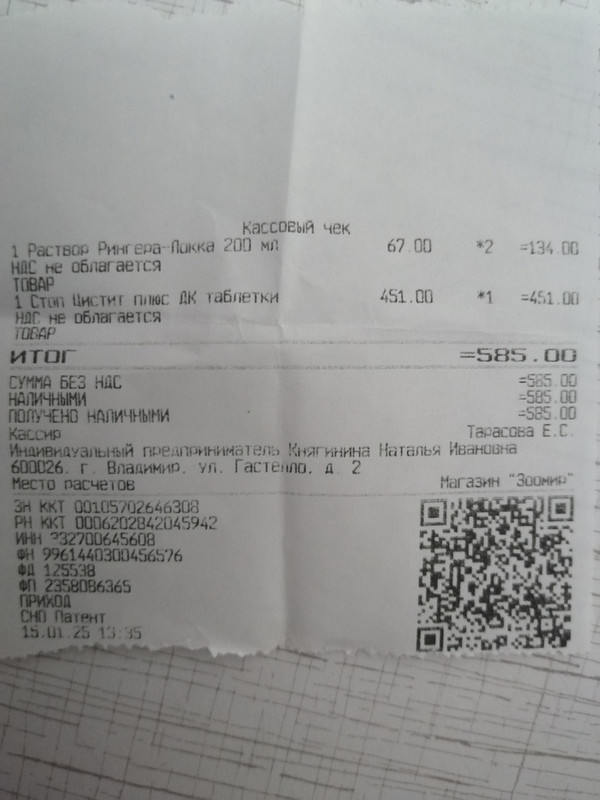 Кассовый чек
1 Раствор Рингера-Локка 200 мл 67.00 *2 =134.00
НДС не облагается
ТОВАР
1 Стоп Цистит плюс ДК таблетки 451.00 *1 =451.00
НДС не облагается
ТОВАР
ИТОГ =585.00
СУММА БЕЗ НДС =585.00
НАЛИЧНЫМИ =585.00
ПОЛУЧЕНО НАЛИЧНЫМИ =585.00
Кассир Тарасова Е.С.
Индивидуальный предприниматель Княгинина Наталья Ивановна
600026. г. Владимир. ул. Гастелло. д. 2
Место расчетов Магазин "Зоомир"
ЗН ККТ 00105702646308
РН ККТ 0006202842045942
ИНН 332700645608
ФН 9961440300456576
ФД 125538
ФП 2358086365
ПРИХОД
СНО Патент
15.01.25 13:35